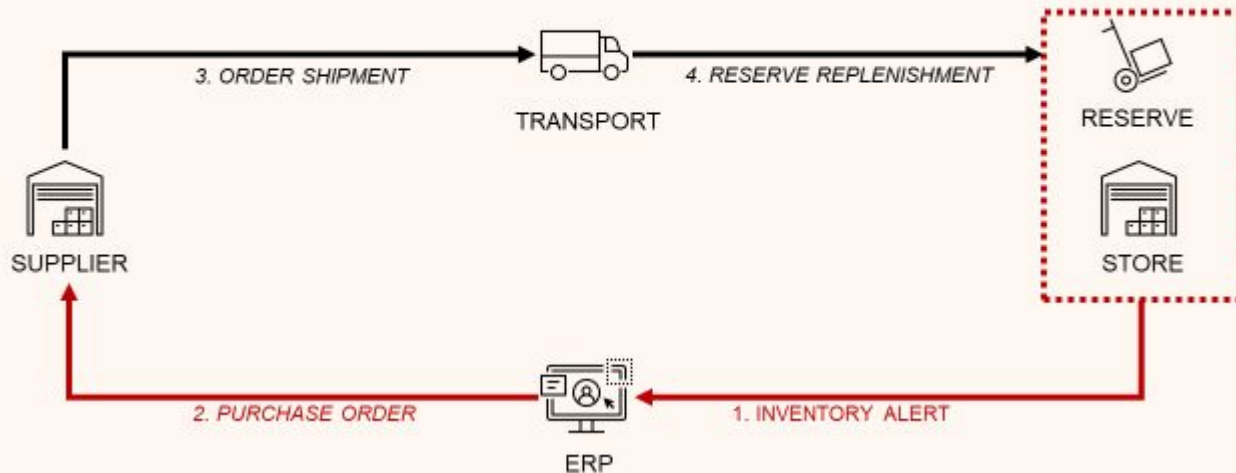 3. ORDER SHIPMENT
4. RESERVE REPLENISHMENT
TRANSPORT
RESERVE
SUPPLIER
STORE
2. PURCHASE ORDER
1. INVENTORY ALERT
ERP